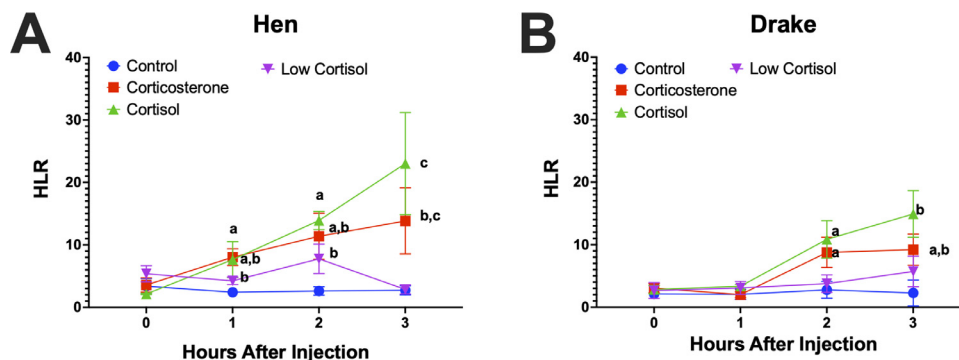 A
Hen
Control
Corticosterone
Cortisol
Low Cortisol
HLR
40
30
20
10
0
a
a,b
b
a
a,b
b
c
b,c
0
1
2
3
Hours After Injection
B
Drake
Control
Corticosterone
Cortisol
Low Cortisol
HLR
40
30
20
10
0
a
a
b
a,b
0
1
2
3
Hours After Injection